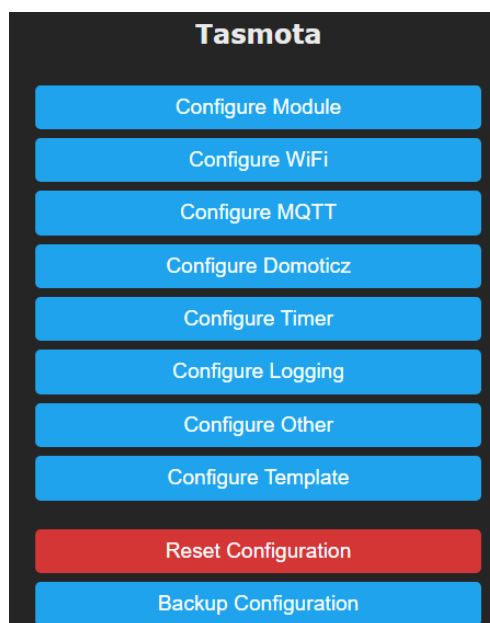 Tasmota
Configure Module
Configure WiFi
Configure MQTT
Configure Domoticz
Configure Timer
Configure Logging
Configure Other
Configure Template
Reset Configuration
Backup Configuration